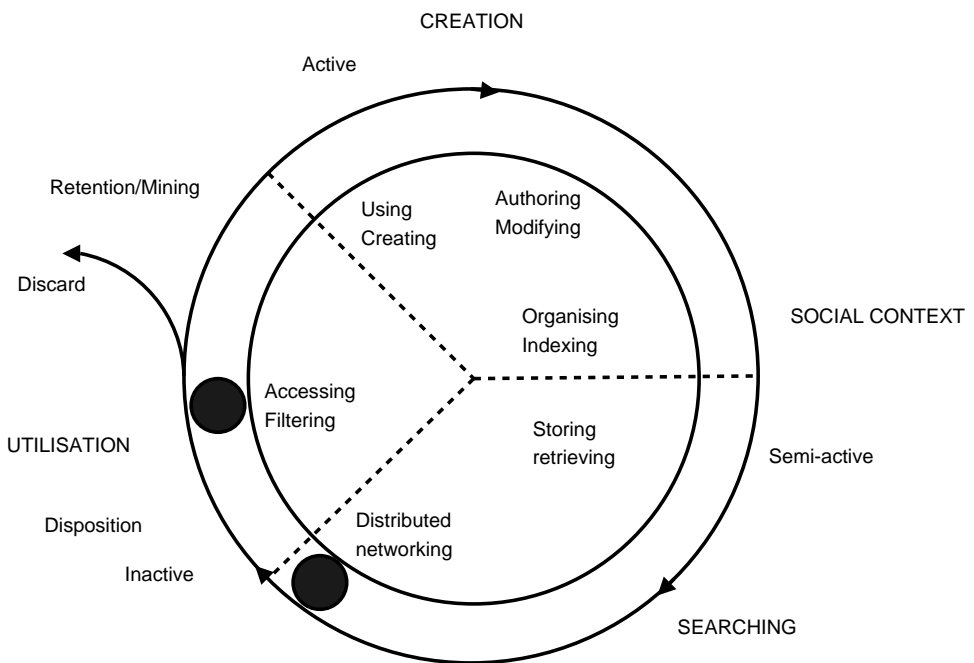 CREATION
Active
Retention/Mining
Using
Creating
Authoring
Modifying
Discard
Organising
Indexing
SOCIAL CONTEXT
Accessing
Filtering
Storing
retrieving
UTILISATION
Semi-active
Disposition
Distributed
networking
Inactive
SEARCHING